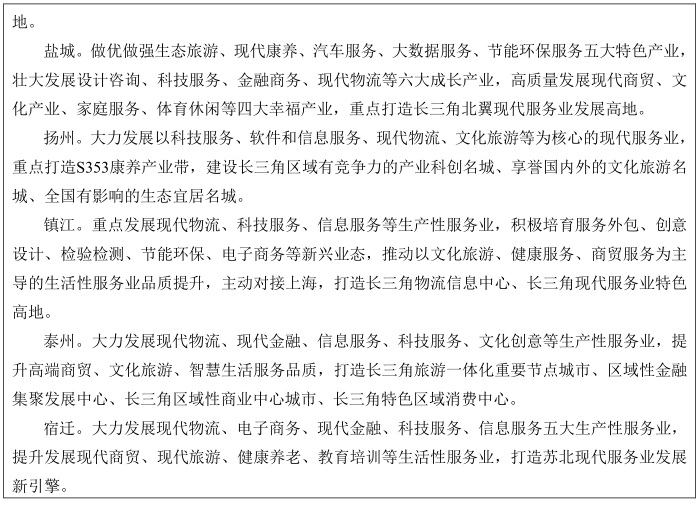 地。
盐城。做优做强生态旅游、现代康养、汽车服务、大数据服务、节能环保服务五大特色产业，
壮大发展设计咨询、科技服务、金融商务、现代物流等六大成长产业，高质量发展现代商贸、文
化产业、家庭服务、体育休闲等四大幸福产业，重点打造长三角北翼现代服务业发展高地。
扬州。大力发展以科技服务、软件和信息服务、现代物流、文化旅游等为核心的现代服务业，
重点打造S353康养产业带，建设长三角区域有竞争力的产业科创名城、享誉国内外的文化旅游名
城、全国有影响的生态宜居名城。
镇江。重点发展现代物流、科技服务、信息服务等生产性服务业，积极培育服务外包、创意
设计、检验检测、节能环保、电子商务等新兴业态，推动以文化旅游、健康服务、商贸服务为主
导的生活性服务业品质提升，主动对接上海，打造长三角物流信息中心、长三角现代服务业特色
高地。
泰州。大力发展现代物流、现代金融、信息服务、科技服务、文化创意等生产性服务业，提
升高端商贸、文化旅游、智慧生活服务品质，打造长三角旅游一体化重要节点城市、区域性金融
集聚发展中心、长三角区域性商业中心城市、长三角特色区域消费中心。
宿迁。大力发展现代物流、电子商务、现代金融、科技服务、信息服务五大生产性服务业，
提升发展现代商贸、现代旅游、健康养老、教育培训等生活性服务业，打造苏北现代服务业发展
新引擎。